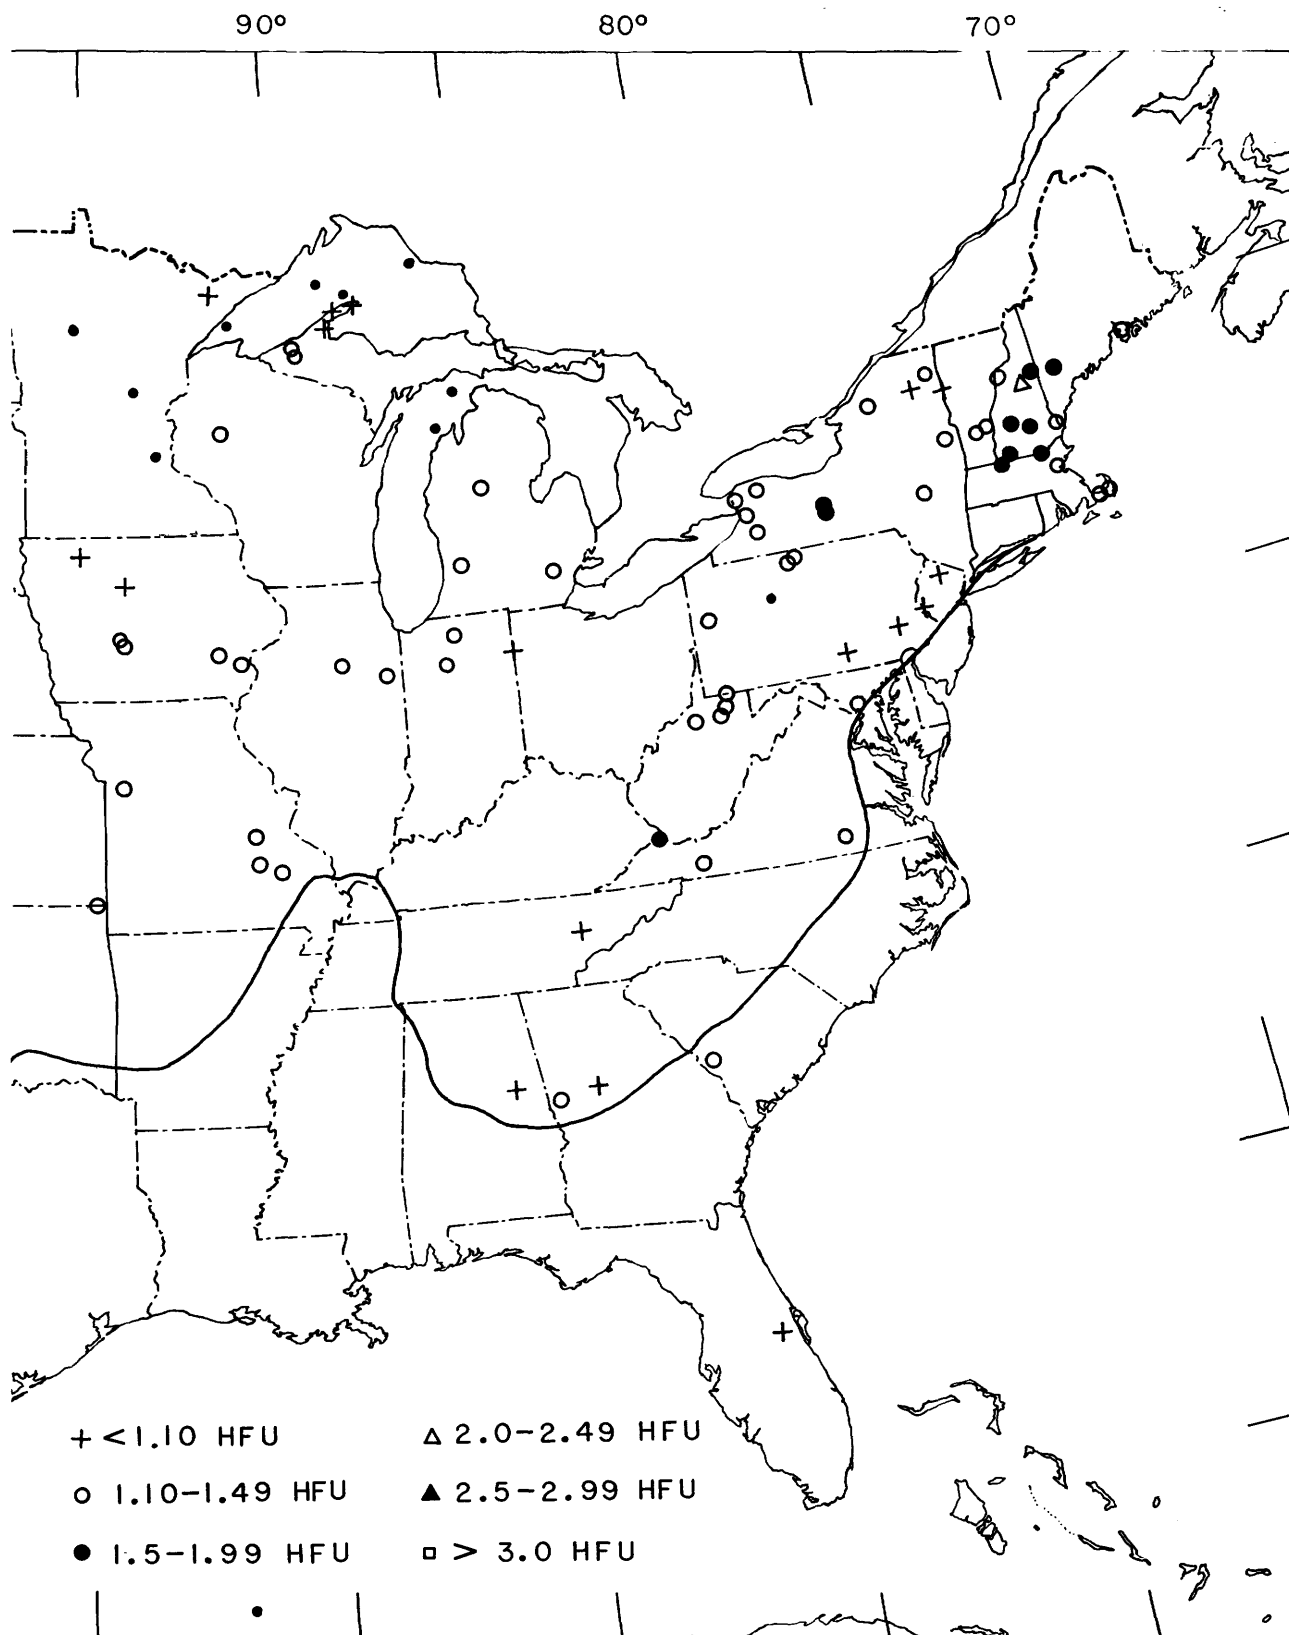 90° 80° 70°
+ <1.10 HFU
○ 1.10-1.49 HFU
● 1.5-1.99 HFU
△ 2.0-2.49 HFU
▲ 2.5-2.99 HFU
□ > 3.0 HFU